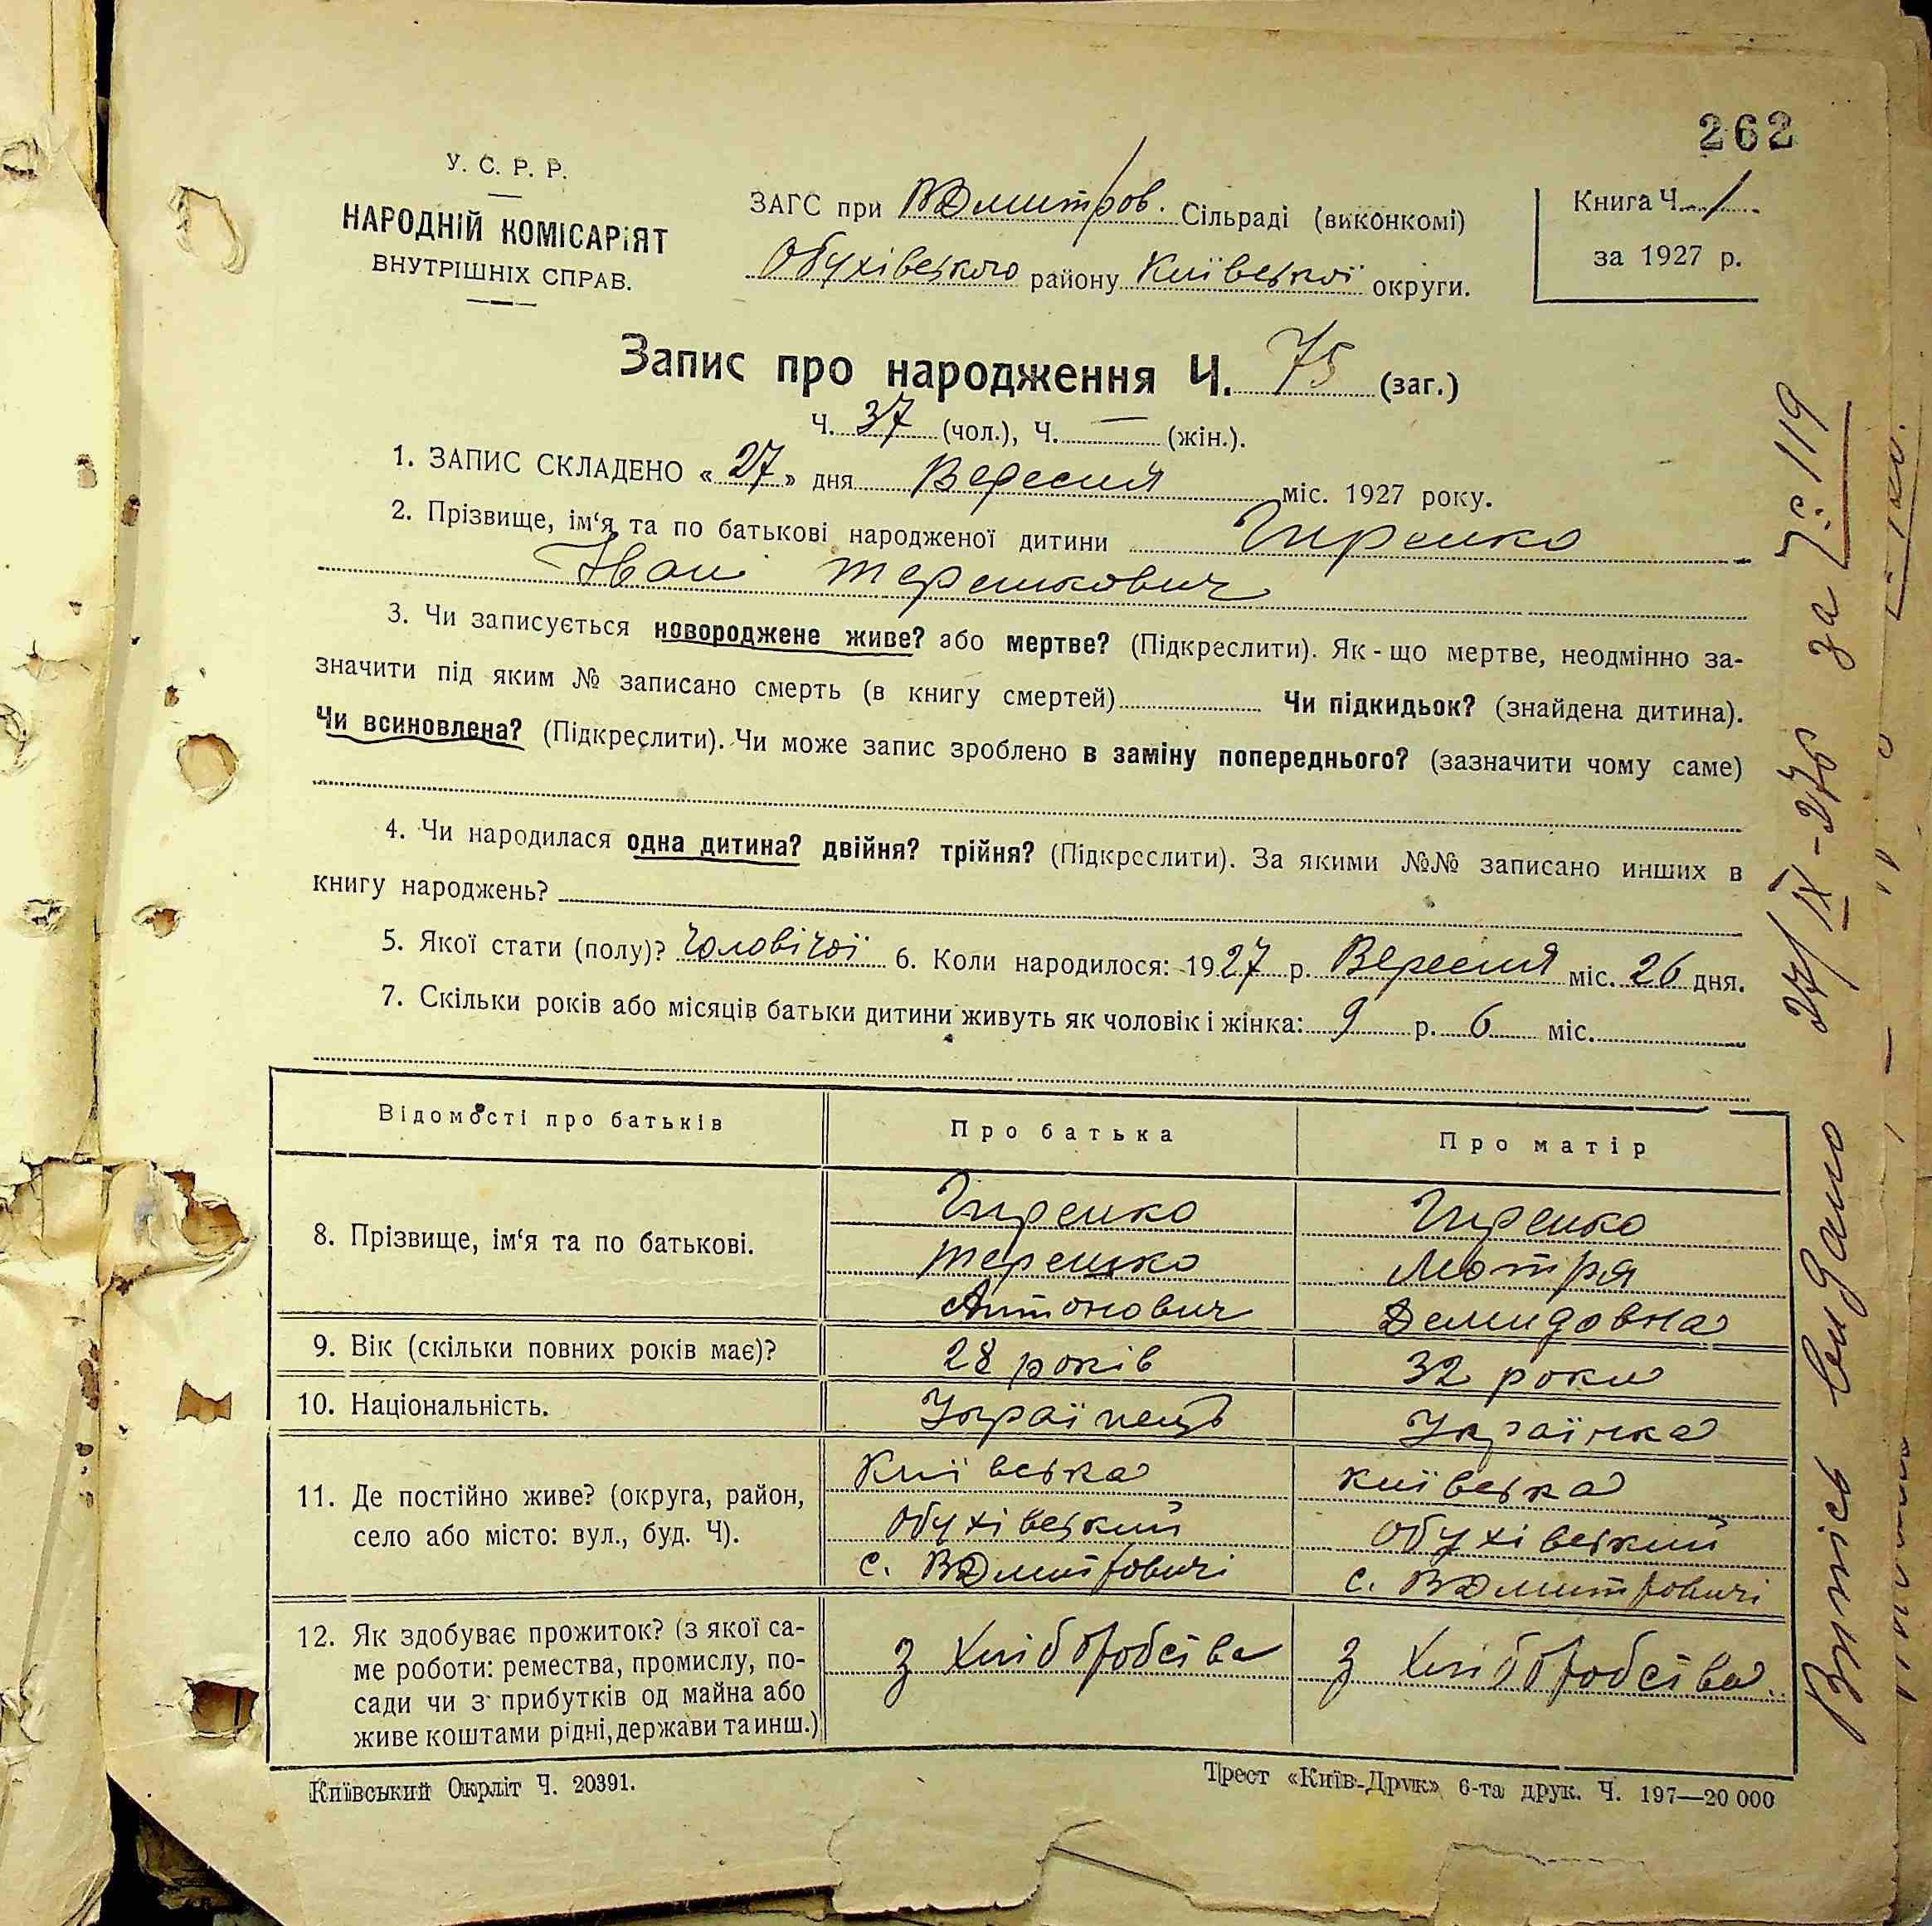 262
У. С. Р. Р.
НАРОДНІЙ КОМІСАРІЯТ
ВНУТРІШНІХ СПРАВ.
ЗАГС при ВДмитров. Сільраді (виконкомі)
Обухівського району Київської округи.
Книга Ч. 1
за 1927 р.
Запис про народження Ч. 75 (заг.)
Ч. 37 (чол.), Ч. — (жін.).
1. ЗАПИС СКЛАДЕНО « 27 » дня Вересня міс. 1927 року.
2. Прізвище, ім‘я та по батькові народженої дитини Гиренко
Іван Терешкович
3. Чи записується новороджене живе? або мертве? (Підкреслити). Як-що мертве, неодмінно за-
значити під яким № записано смерть (в книгу смертей) Чи підкидьок? (знайдена дитина).
Чи всиновлена? (Підкреслити). Чи може запис зроблено в заміну попереднього? (зазначити чому саме)
4. Чи народилася одна дитина? двійня? трійня? (Підкреслити). За якими №№ записано инших в
книгу народжень?
5. Якої стати (полу)? Чоловічої 6. Коли народилося: 1927 р. Вересня міс. 26 дня.
7. Скільки років або місяців батьки дитини живуть як чоловік і жінка: 9 р. 6 міс.
Відомості про батьків
Про батька
Про матір
8. Прізвище, ім‘я та по батькові.
Гиренко
Терешко
Антонович
Гиренко
Мотря
Демидовна
9. Вік (скільки повних років має)?
28 років
32 роки
10. Національність.
Українець
Українка
11. Де постійно живе? (округа, район,
село або місто: вул., буд. Ч).
Київська
Обухівський
с. ВДмитровичі
Київська
Обухівський
с. ВДмитровичі
12. Як здобуває прожиток? (з якої са-
ме роботи: ремества, промислу, по-
сади чи з прибутків од майна або
живе коштами рідні, держави та инш.)
з хліборобства
з хліборобства.
Київський Окрліт Ч. 20391.
Трест «Київ-Друк» 6-та друк. Ч. 197—20 000
Випись видано 27/IX-27р за Ч: 119